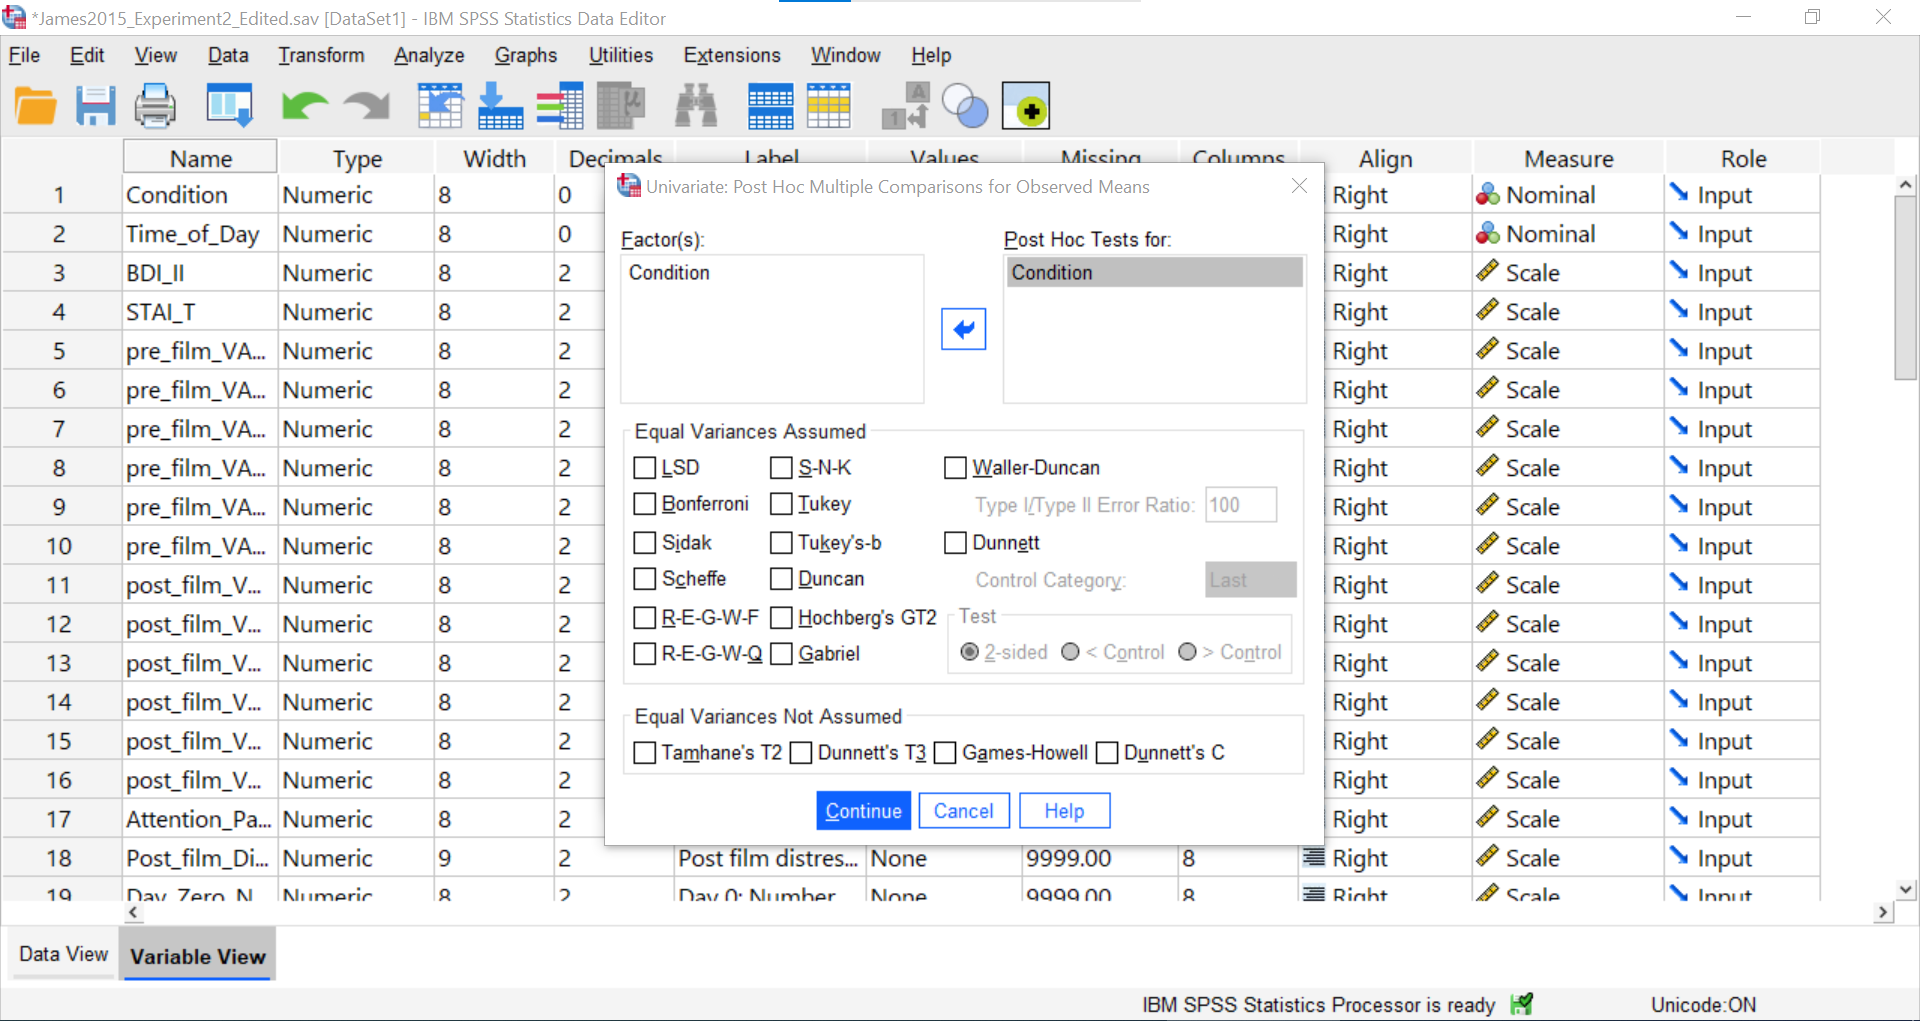 *James2015_Experiment2_Edited.sav [DataSet1] - IBM SPSS Statistics Data Editor
File Edit View Data Transform Analyze Graphs Utilities Extensions Window Help
Name Type Width Decimals Label Values Missing Columns Align Measure Role
1 Condition Numeric 8 0 Right Nominal Input
2 Time_of_Day Numeric 8 0 Right Nominal Input
3 BDI_II Numeric 8 2 Right Scale Input
4 STAI_T Numeric 8 2 Right Scale Input
5 pre_film_VA... Numeric 8 2 Right Scale Input
6 pre_film_VA... Numeric 8 2 Right Scale Input
7 pre_film_VA... Numeric 8 2 Right Scale Input
8 pre_film_VA... Numeric 8 2 Right Scale Input
9 pre_film_VA... Numeric 8 2 Right Scale Input
10 pre_film_VA... Numeric 8 2 Right Scale Input
11 post_film_V... Numeric 8 2 Right Scale Input
12 post_film_V... Numeric 8 2 Right Scale Input
13 post_film_V... Numeric 8 2 Right Scale Input
14 post_film_V... Numeric 8 2 Right Scale Input
15 post_film_V... Numeric 8 2 Right Scale Input
16 post_film_V... Numeric 8 2 Right Scale Input
17 Attention_Pa... Numeric 8 2 Right Scale Input
18 Post_film_Di... Numeric 9 2 Post film distres... None 9999.00 8 Right Scale Input
19 Day_Zero_N... Numeric 8 2 Day 0: Number... None 9999.00 8 Right Scale Input
Univariate: Post Hoc Multiple Comparisons for Observed Means
Factor(s): Post Hoc Tests for:
Condition Condition
Equal Variances Assumed
LSD S-N-K Waller-Duncan
Bonferroni Tukey Type I/Type II Error Ratio: 100
Sidak Tukey's-b Dunnett
Scheffe Duncan Control Category: Last
R-E-G-W-F Hochberg's GT2 Test
R-E-G-W-Q Gabriel 2-sided < Control > Control
Equal Variances Not Assumed
Tamhane's T2 Dunnett's T3 Games-Howell Dunnett's C
Continue Cancel Help
Data View Variable View
IBM SPSS Statistics Processor is ready Unicode:ON